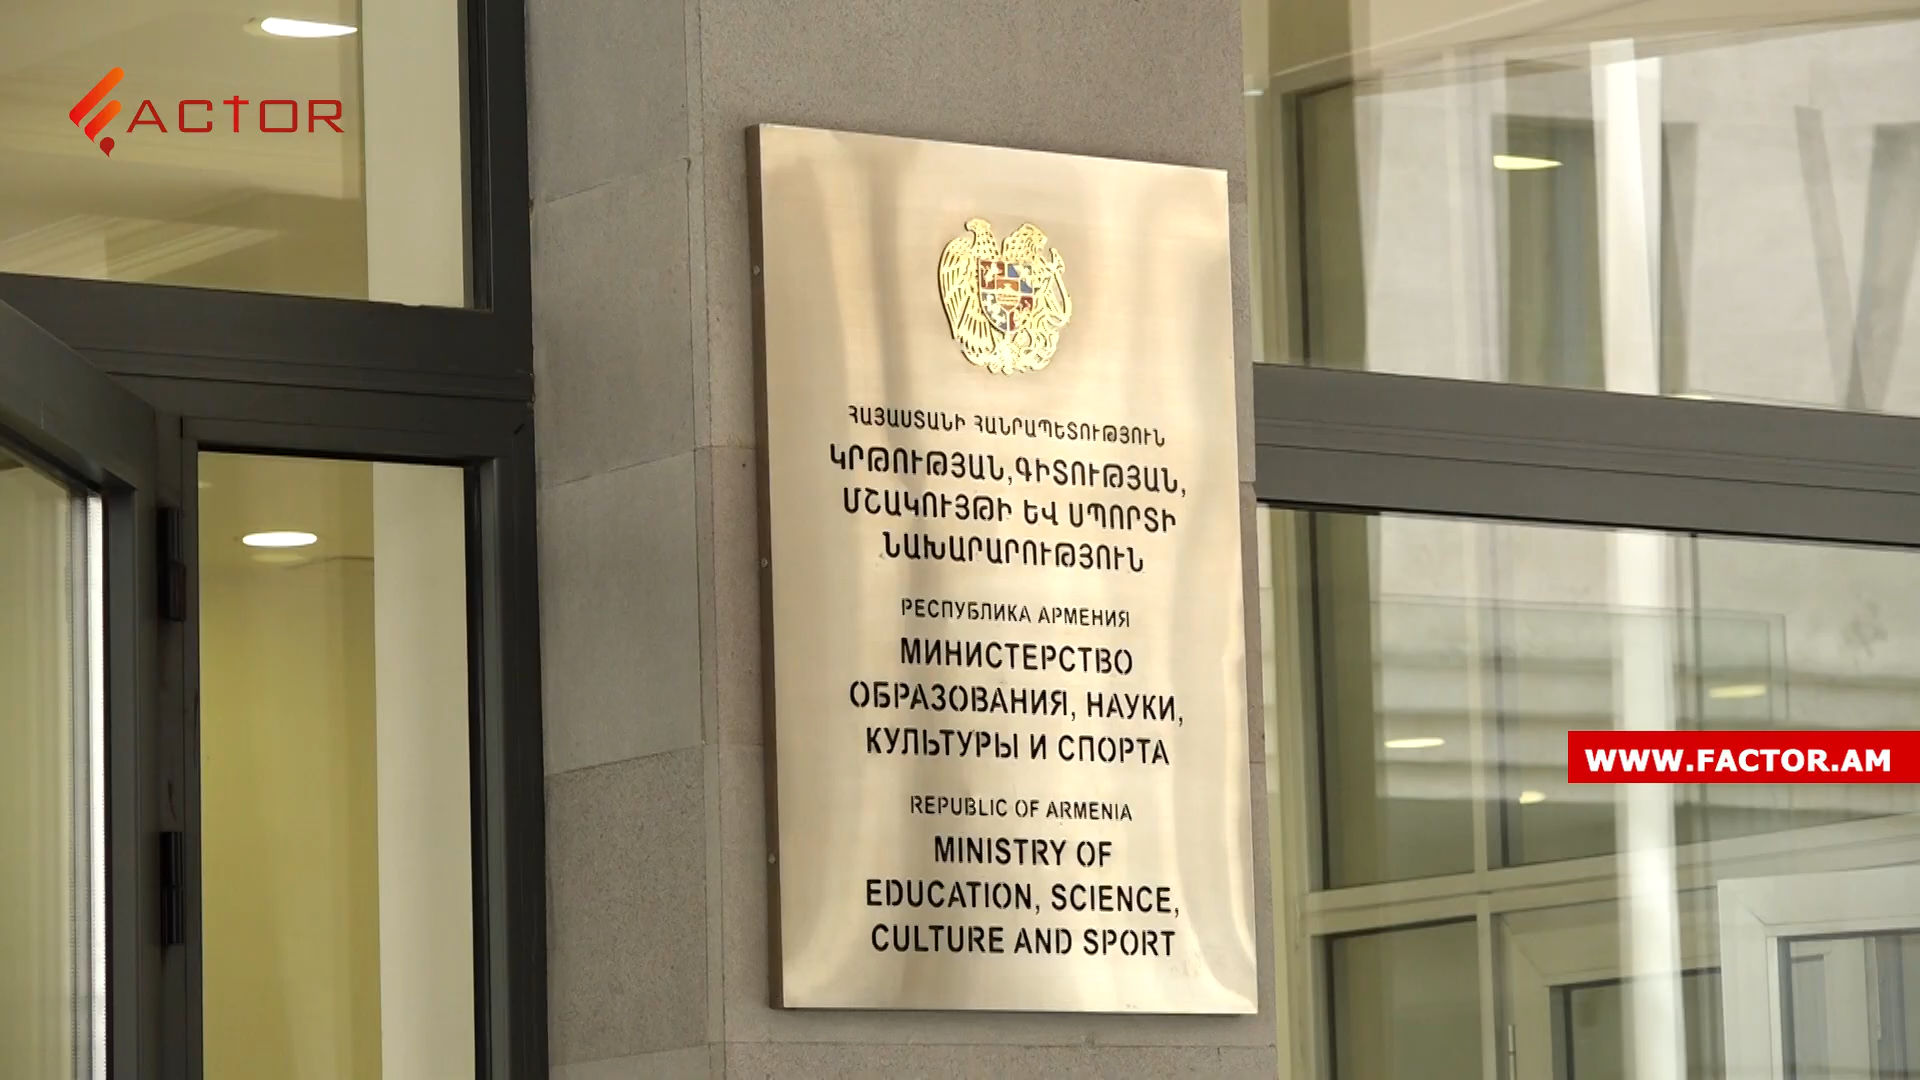 ACTOR
ՀԱՅԱՍՏԱՆԻ ՀԱՆՐԱՊԵՏՈՒԹՅՈՒՆ
ԿՐԹՈՒԹՅԱՆ,ԳԻՏՈՒԹՅԱՆ,
ՄՇԱԿՈՒՅԹԻ ԵՎ ՍՊՈՐՏԻ
ՆԱԽԱՐԱՐՈՒԹՅՈՒՆ
РЕСПУБЛИКА АРМЕНИЯ
МИНИСТЕРСТВО
ОБРАЗОВАНИЯ, НАУКИ,
КУЛЬТУРЫ И СПОРТА
REPUBLIC OF ARMENIA
MINISTRY OF
EDUCATION, SCIENCE,
CULTURE AND SPORT
WWW.FACTOR.AM